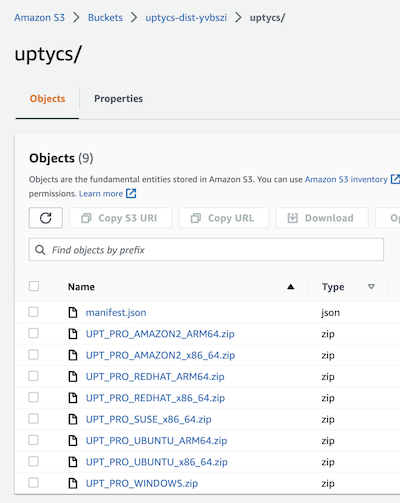 Amazon S3 > Buckets > uptycs-dist-yvbszi > uptycs/
uptycs/
Objects Properties
Objects (9)
Objects are the fundamental entities stored in Amazon S3. You can use Amazon S3 inventory
permissions. Learn more
Copy S3 URI Copy URL Download Op
Find objects by prefix
Name Type
manifest.json json
UPT_PRO_AMAZON2_ARM64.zip zip
UPT_PRO_AMAZON2_x86_64.zip zip
UPT_PRO_REDHAT_ARM64.zip zip
UPT_PRO_REDHAT_x86_64.zip zip
UPT_PRO_SUSE_x86_64.zip zip
UPT_PRO_UBUNTU_ARM64.zip zip
UPT_PRO_UBUNTU_x86_64.zip zip
UPT_PRO_WINDOWS.zip zip